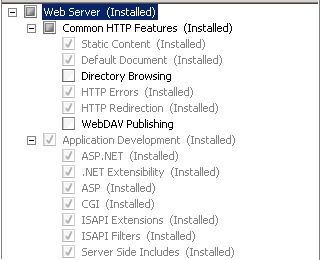 Web Server (Installed)
Common HTTP Features (Installed)
Static Content (Installed)
Default Document (Installed)
Directory Browsing
HTTP Errors (Installed)
HTTP Redirection (Installed)
WebDAV Publishing
Application Development (Installed)
ASP.NET (Installed)
.NET Extensibility (Installed)
ASP (Installed)
CGI (Installed)
ISAPI Extensions (Installed)
ISAPI Filters (Installed)
Server Side Includes (Installed)